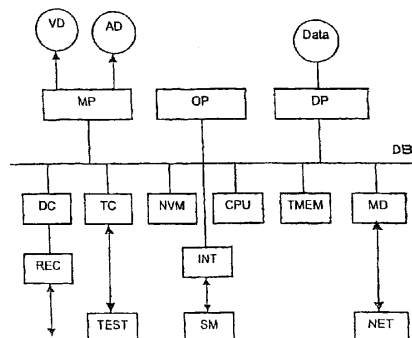 VD
AD
Data
MP
OP
DP
DB
DC
TC
NVM
CPU
TMEM
MD
REC
INT
TEST
SM
NET